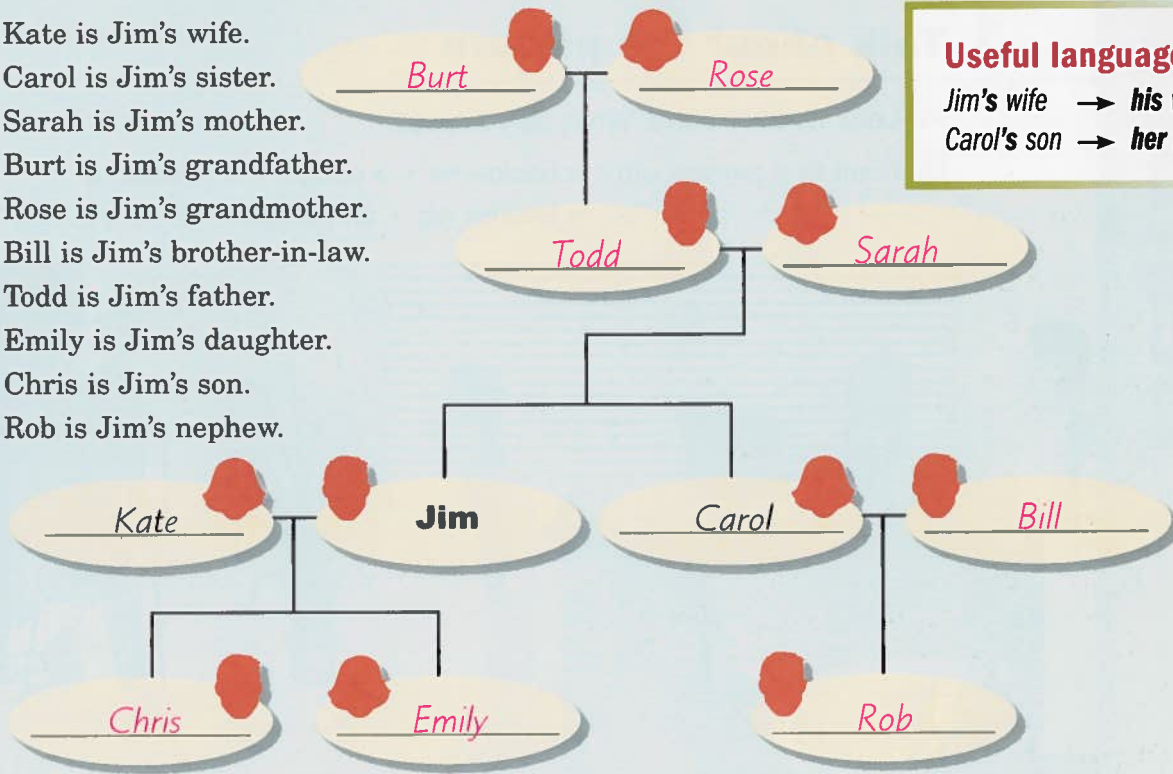 Kate is Jim's wife.
Carol is Jim's sister.
Sarah is Jim's mother.
Burt is Jim's grandfather.
Rose is Jim's grandmother.
Bill is Jim's brother-in-law.
Todd is Jim's father.
Emily is Jim's daughter.
Chris is Jim's son.
Rob is Jim's nephew.
Useful language
Jim's wife → his
Carol's son → her
Burt Rose
Todd Sarah
Kate Jim Carol Bill
Chris Emily Rob